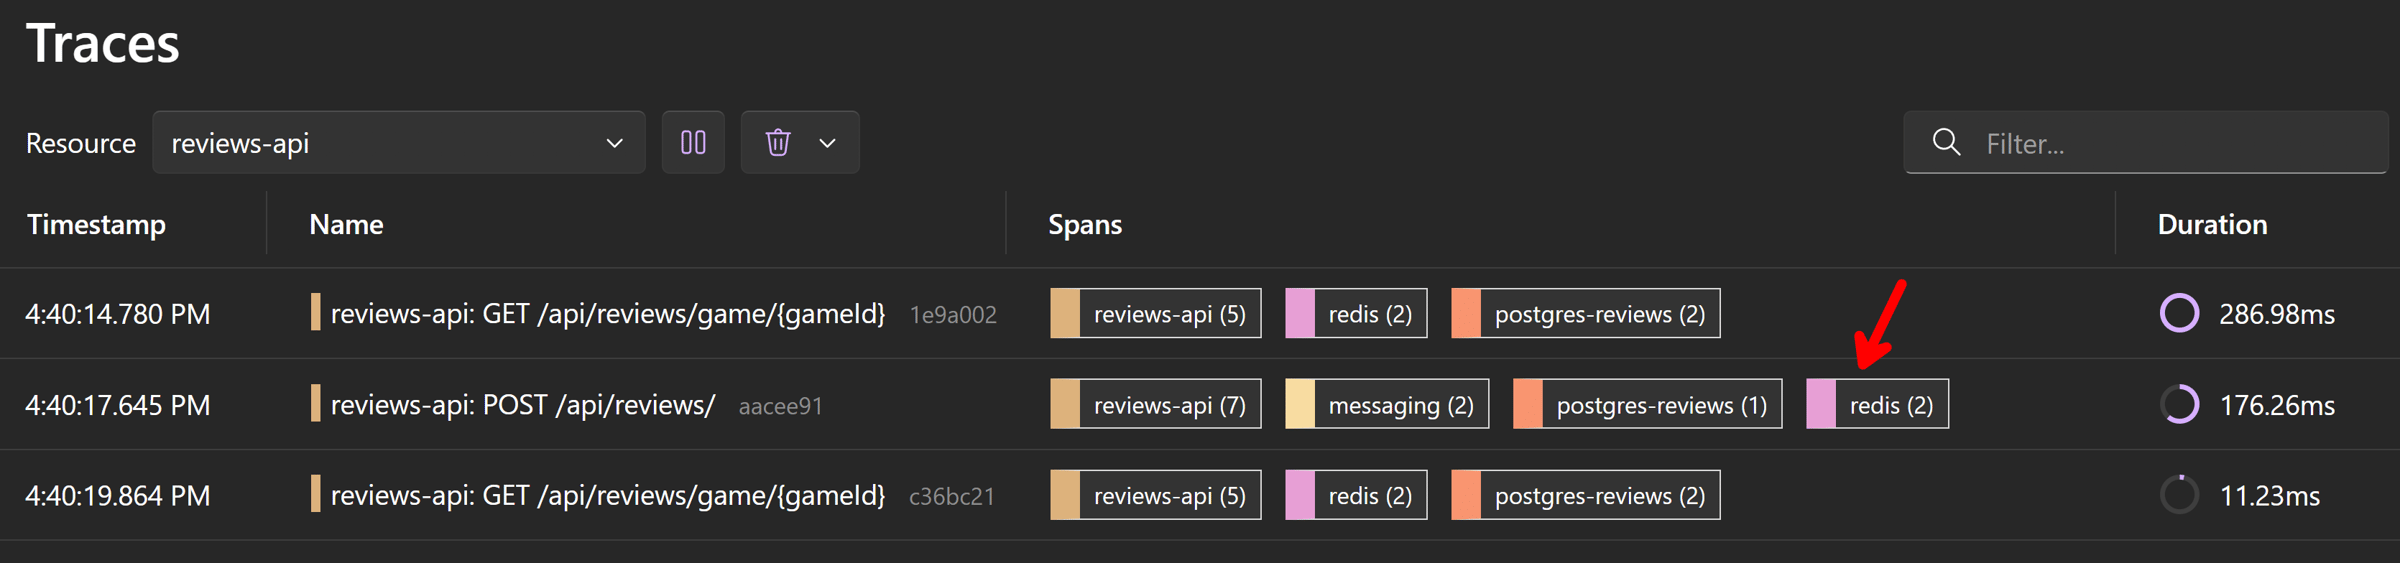 Traces
Resource reviews-api Filter...
Timestamp Name Spans Duration
4:40:14.780 PM reviews-api: GET /api/reviews/game/{gameId} 1e9a002 reviews-api (5) redis (2) postgres-reviews (2) 286.98ms
4:40:17.645 PM reviews-api: POST /api/reviews/ aacee91 reviews-api (7) messaging (2) postgres-reviews (1) redis (2) 176.26ms
4:40:19.864 PM reviews-api: GET /api/reviews/game/{gameId} c36bc21 reviews-api (5) redis (2) postgres-reviews (2) 11.23ms